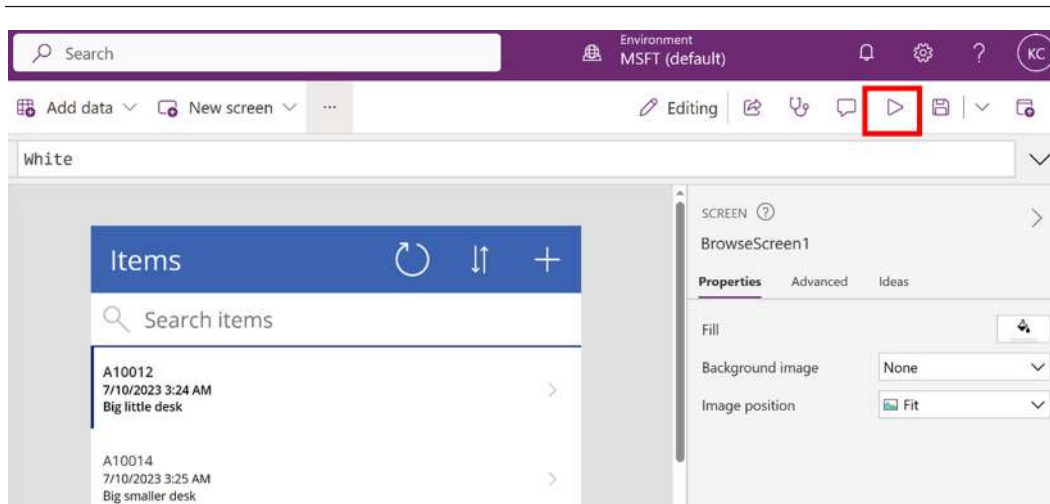 Search
Environment
MSFT (default)
?
KC
Add data
New screen
...
Editing
White
SCREEN ?
BrowseScreen1
Properties Advanced Ideas
Fill
Background image None
Image position Fit
Items
Search items
A10012
7/10/2023 3:24 AM
Big little desk
A10014
7/10/2023 3:25 AM
Big smaller desk